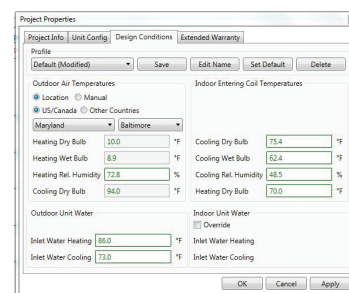 Project Properties
Project Info Unit Config Design Conditions Extended Warranty
Profile
Default (Modified) Save Edit Name Set Default Delete
Outdoor Air Temperatures
Location Manual
US/Canada Other Countries
Maryland Baltimore
Heating Dry Bulb 10.0 °F
Heating Wet Bulb 8.9 °F
Heating Rel. Humidity 72.8 %
Cooling Dry Bulb 94.0 °F
Indoor Entering Coil Temperatures
Cooling Dry Bulb 75.4 °F
Cooling Wet Bulb 62.4 °F
Cooling Rel. Humidity 48.5 %
Heating Dry Bulb 70.0 °F
Outdoor Unit Water
Inlet Water Heating 86.0 °F
Inlet Water Cooling 73.0 °F
Indoor Unit Water
Override
Inlet Water Heating
Inlet Water Cooling
OK Cancel Apply